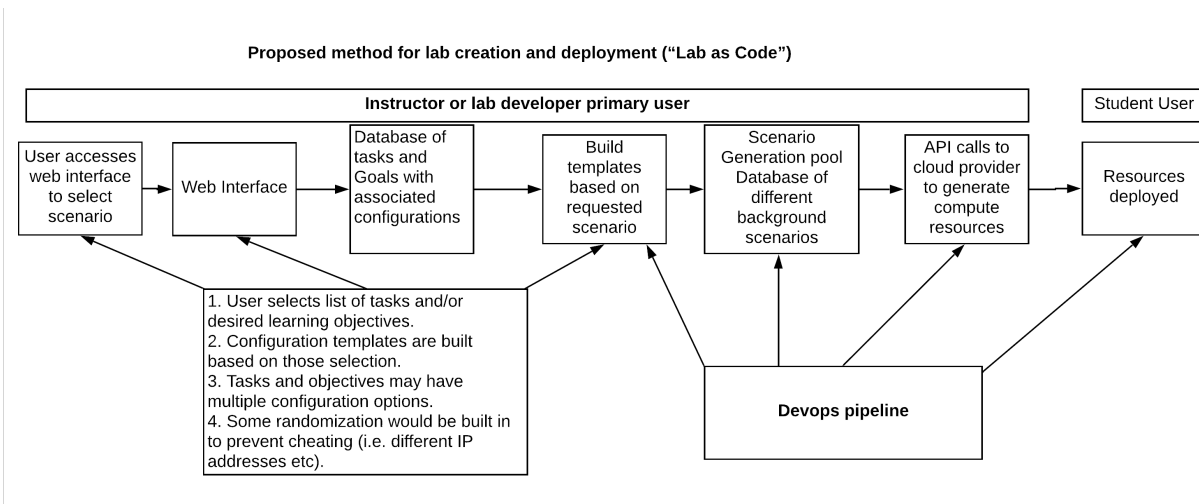 Proposed method for lab creation and deployment (“Lab as Code”)
Instructor or lab developer primary user
Student User
User accesses
web interface
to select
scenario
Web Interface
Database of
tasks and
Goals with
associated
configurations
Build
templates
based on
requested
scenario
Scenario
Generation pool
Database of
different
background
scenarios
API calls to
cloud provider
to generate
compute
resources
Resources
deployed
1. User selects list of tasks and/or
desired learning objectives.
2. Configuration templates are built
based on those selection.
3. Tasks and objectives may have
multiple configuration options.
4. Some randomization would be built in
to prevent cheating (i.e. different IP
addresses etc).
Devops pipeline